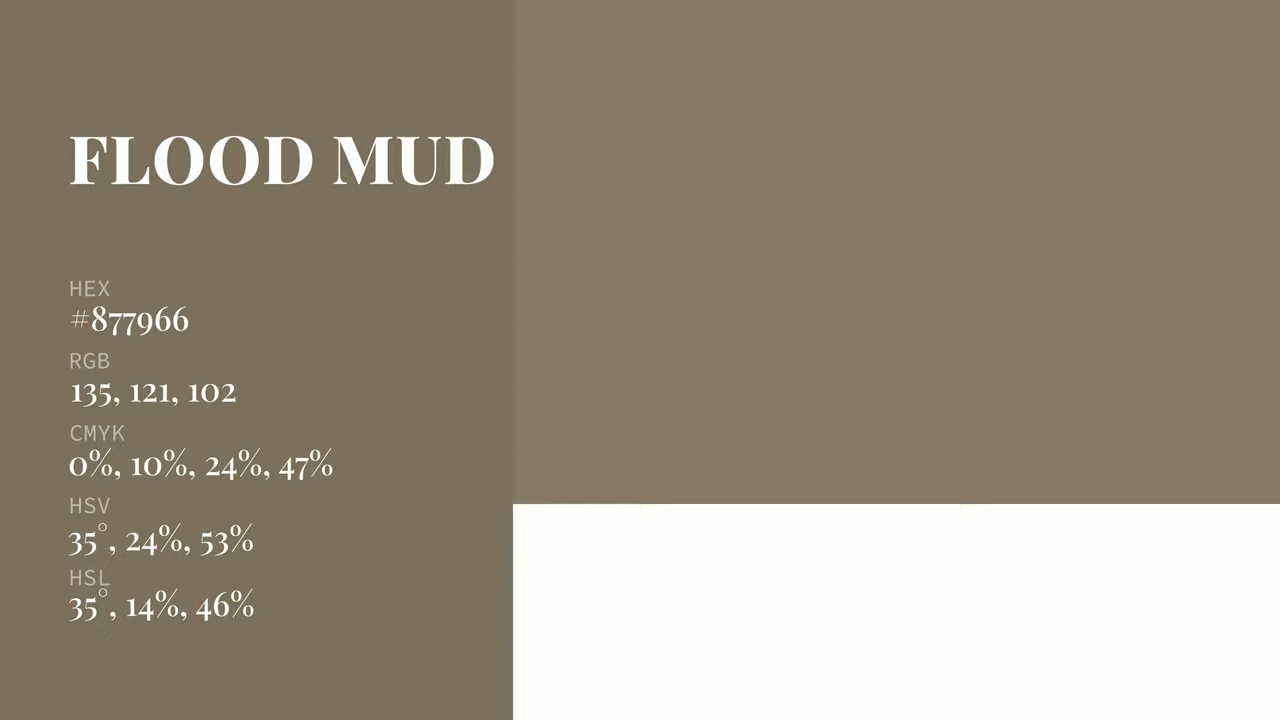 FLOOD MUD
HEX
#877966
RGB
135, 121, 102
CMYK
0%, 10%, 24%, 47%
HSV
35°, 24%, 53%
HSL
35°, 14%, 46%